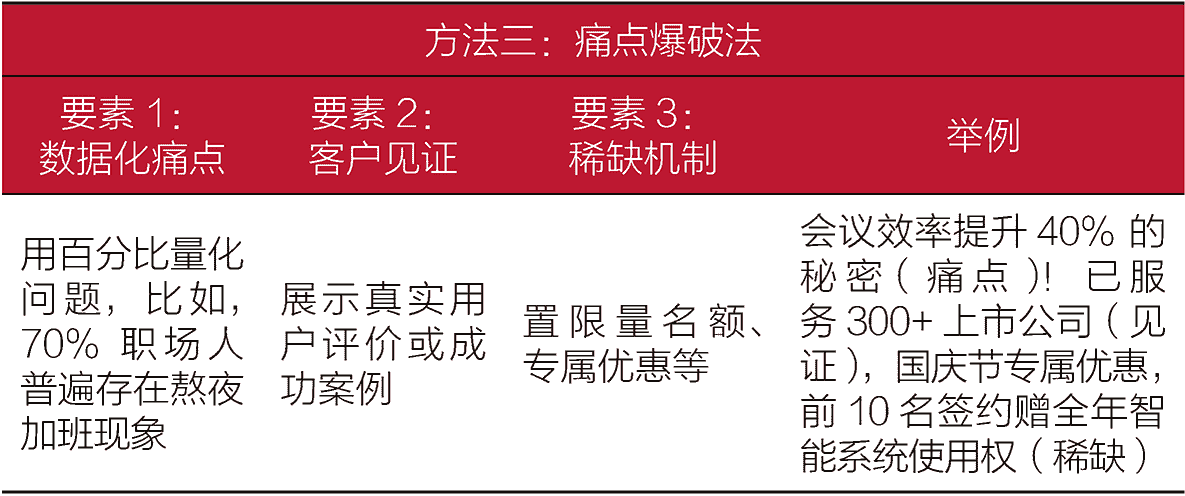 方法三：痛点爆破法
要素 1：
数据化痛点
要素 2：
客户见证
要素 3：
稀缺机制
举例
用百分比量化
问题，比如，
70% 职场人
普遍存在熬夜
加班现象
展示真实用
户评价或成
功案例
置限量名额、
专属优惠等
会议效率提升 40% 的
秘密（痛点）！已服
务 300+ 上市公司（见
证），国庆节专属优惠，
前 10 名签约赠全年智
能系统使用权（稀缺）